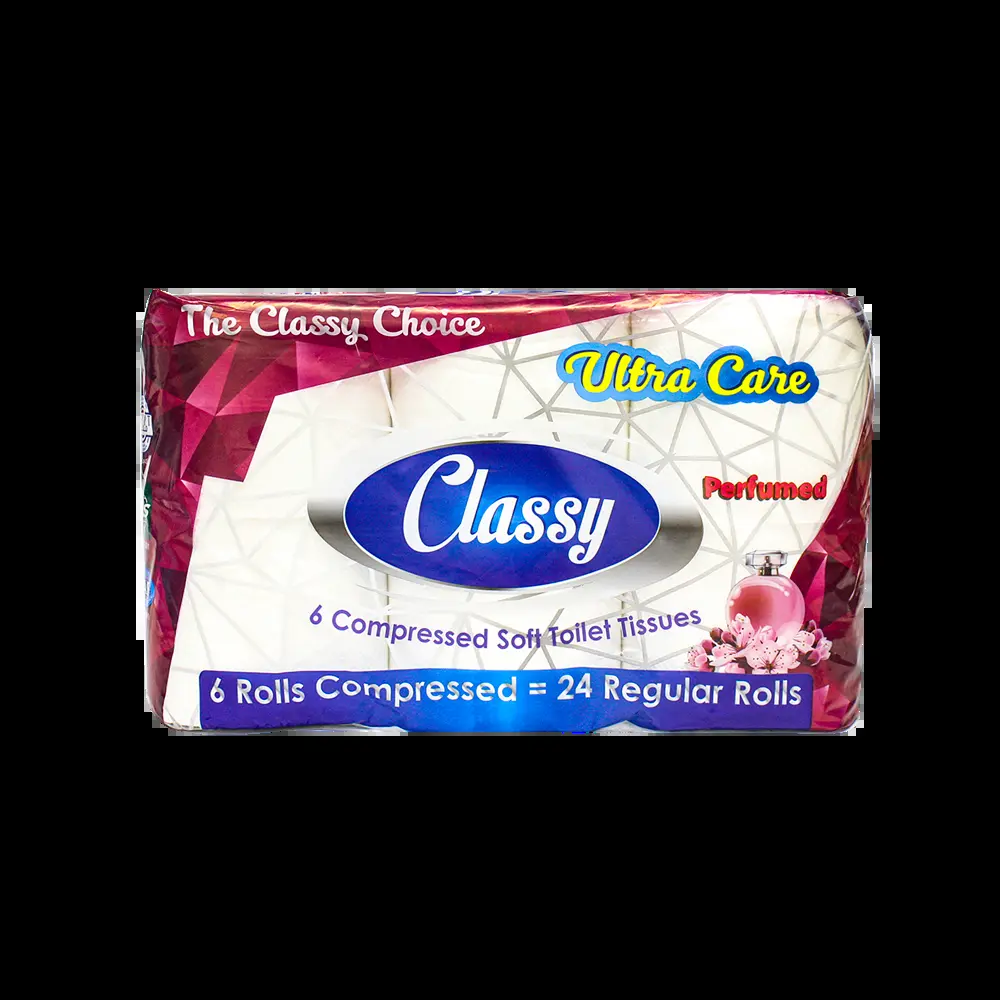 The Classy Choice
Ultra Care
Perfumed
Classy
6 Compressed Soft Toilet Tissues
6 Rolls Compressed = 24 Regular Rolls